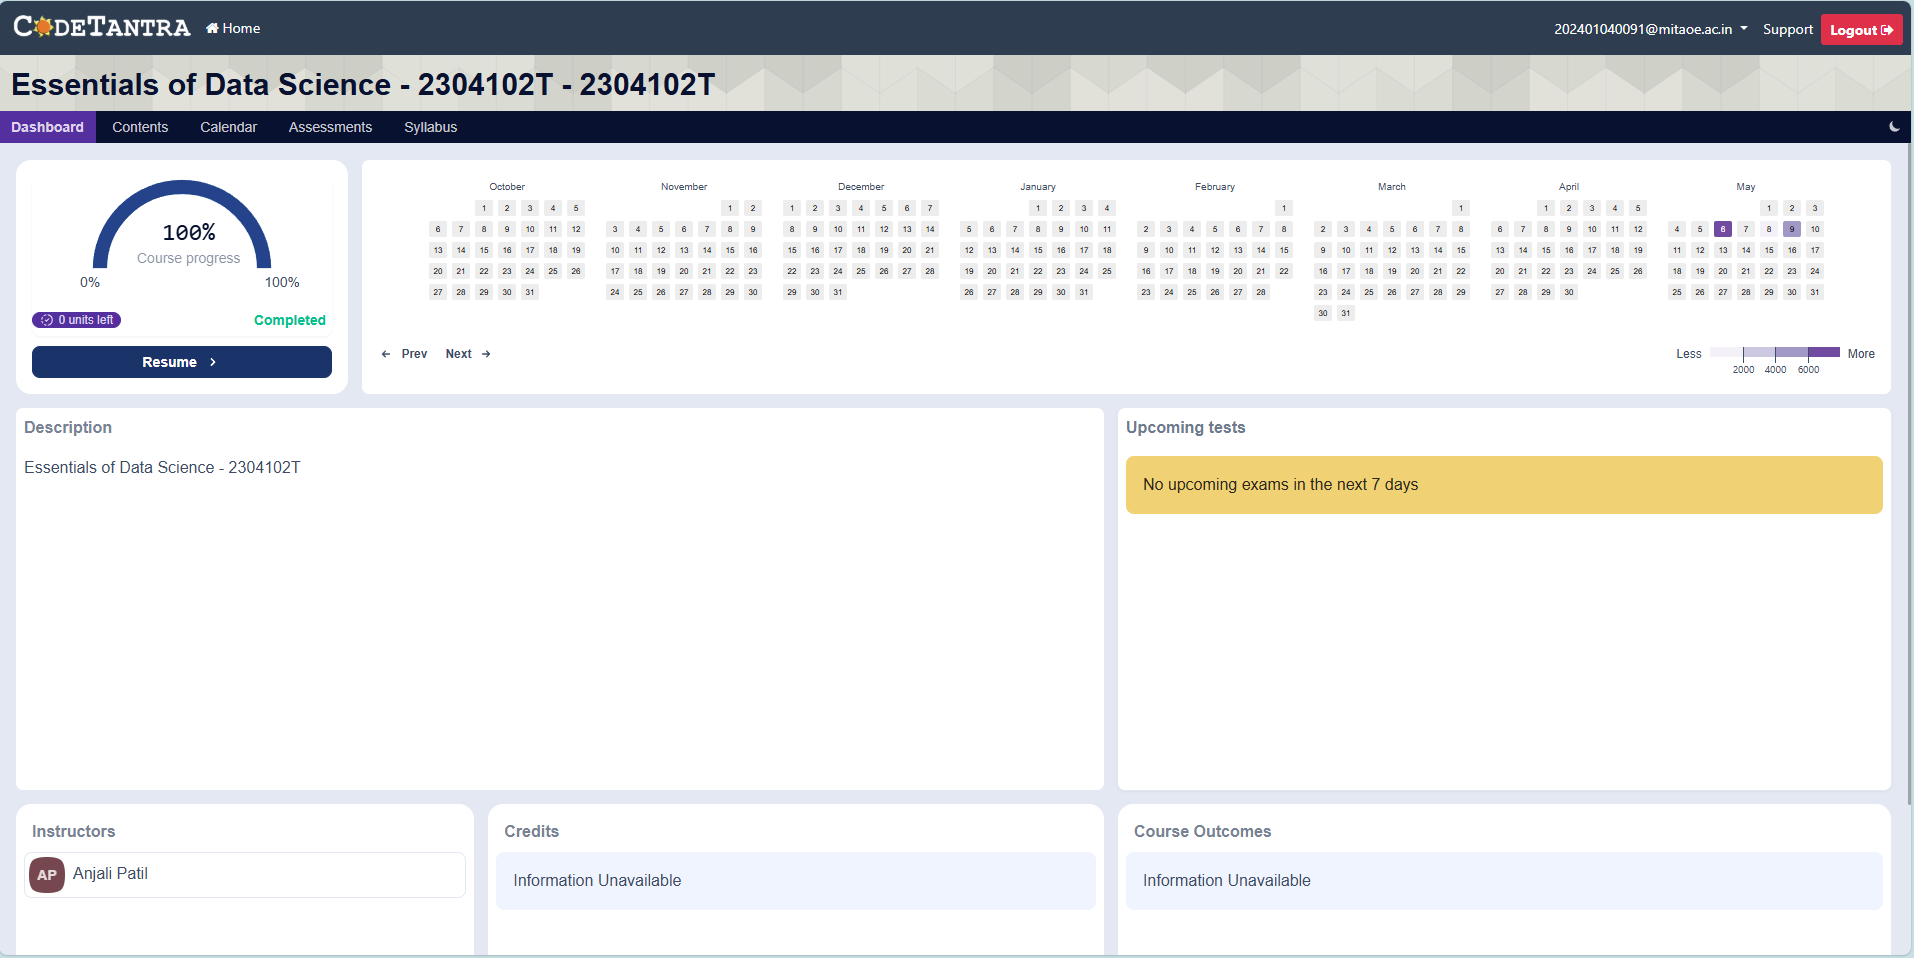 CODETANTRA Home 202401040091@mitaoe.ac.in Support Logout
Essentials of Data Science - 2304102T - 2304102T
Dashboard Contents Calendar Assessments Syllabus
100%
Course progress
0% 100%
0 units left Completed
Resume
October
1 2 3 4 5
6 7 8 9 10 11 12
13 14 15 16 17 18 19
20 21 22 23 24 25 26
27 28 29 30 31
November
1 2
3 4 5 6 7 8 9
10 11 12 13 14 15 16
17 18 19 20 21 22 23
24 25 26 27 28 29 30
December
1 2 3 4 5 6 7
8 9 10 11 12 13 14
15 16 17 18 19 20 21
22 23 24 25 26 27 28
29 30 31
January
1 2 3 4
5 6 7 8 9 10 11
12 13 14 15 16 17 18
19 20 21 22 23 24 25
26 27 28 29 30 31
February
1
2 3 4 5 6 7 8
9 10 11 12 13 14 15
16 17 18 19 20 21 22
23 24 25 26 27 28
March
1
2 3 4 5 6 7 8
9 10 11 12 13 14 15
16 17 18 19 20 21 22
23 24 25 26 27 28 29
30 31
April
1 2 3 4 5
6 7 8 9 10 11 12
13 14 15 16 17 18 19
20 21 22 23 24 25 26
27 28 29 30
May
1 2 3
4 5 6 7 8 9 10
11 12 13 14 15 16 17
18 19 20 21 22 23 24
25 26 27 28 29 30 31
Prev Next
Less More
2000 4000 6000
Description
Essentials of Data Science - 2304102T
Upcoming tests
No upcoming exams in the next 7 days
Instructors
AP Anjali Patil
Credits
Information Unavailable
Course Outcomes
Information Unavailable